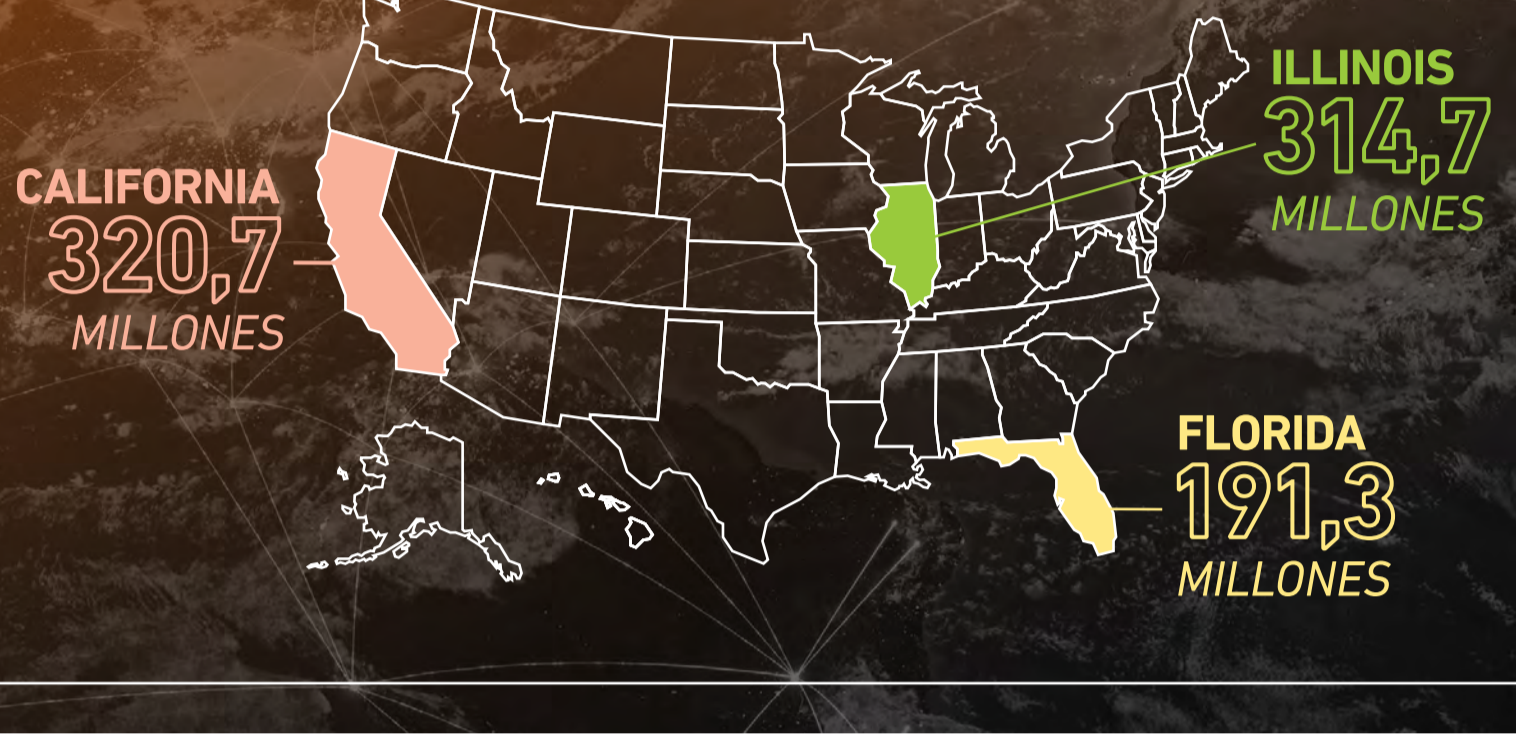 CALIFORNIA
320,7
MILLONES
ILLINOIS
314,7
MILLONES
FLORIDA
191,3
MILLONES